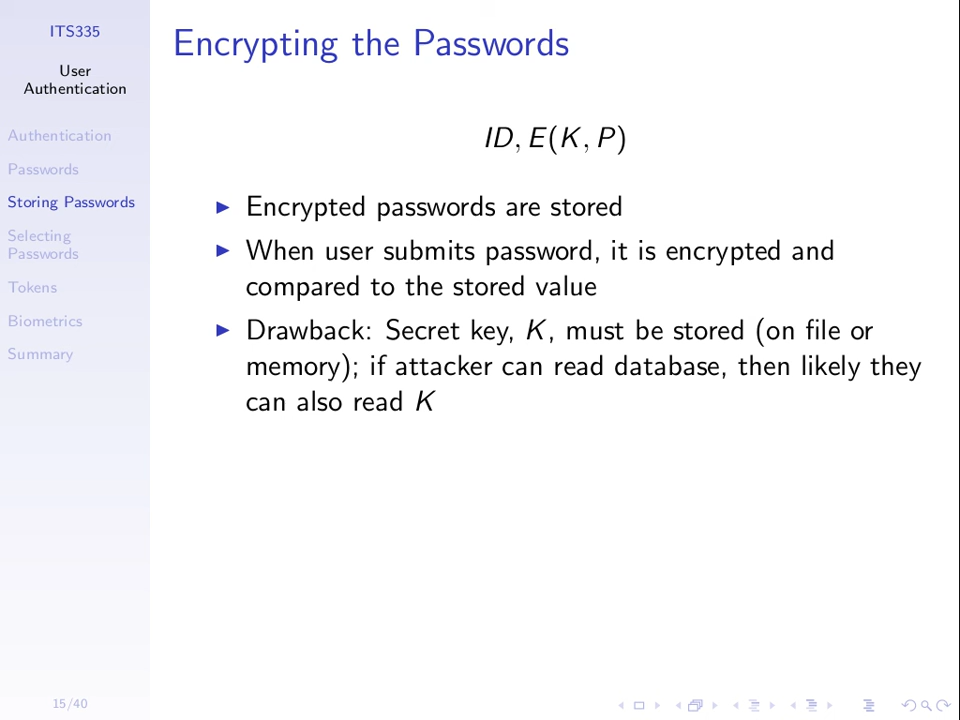 ITS335
User
Authentication
Authentication
Passwords
Storing Passwords
Selecting
Passwords
Tokens
Biometrics
Summary
15/40
Encrypting the Passwords
ID, E(K, P)
Encrypted passwords are stored
When user submits password, it is encrypted and
compared to the stored value
Drawback: Secret key, K, must be stored (on file or
memory); if attacker can read database, then likely they
can also read K